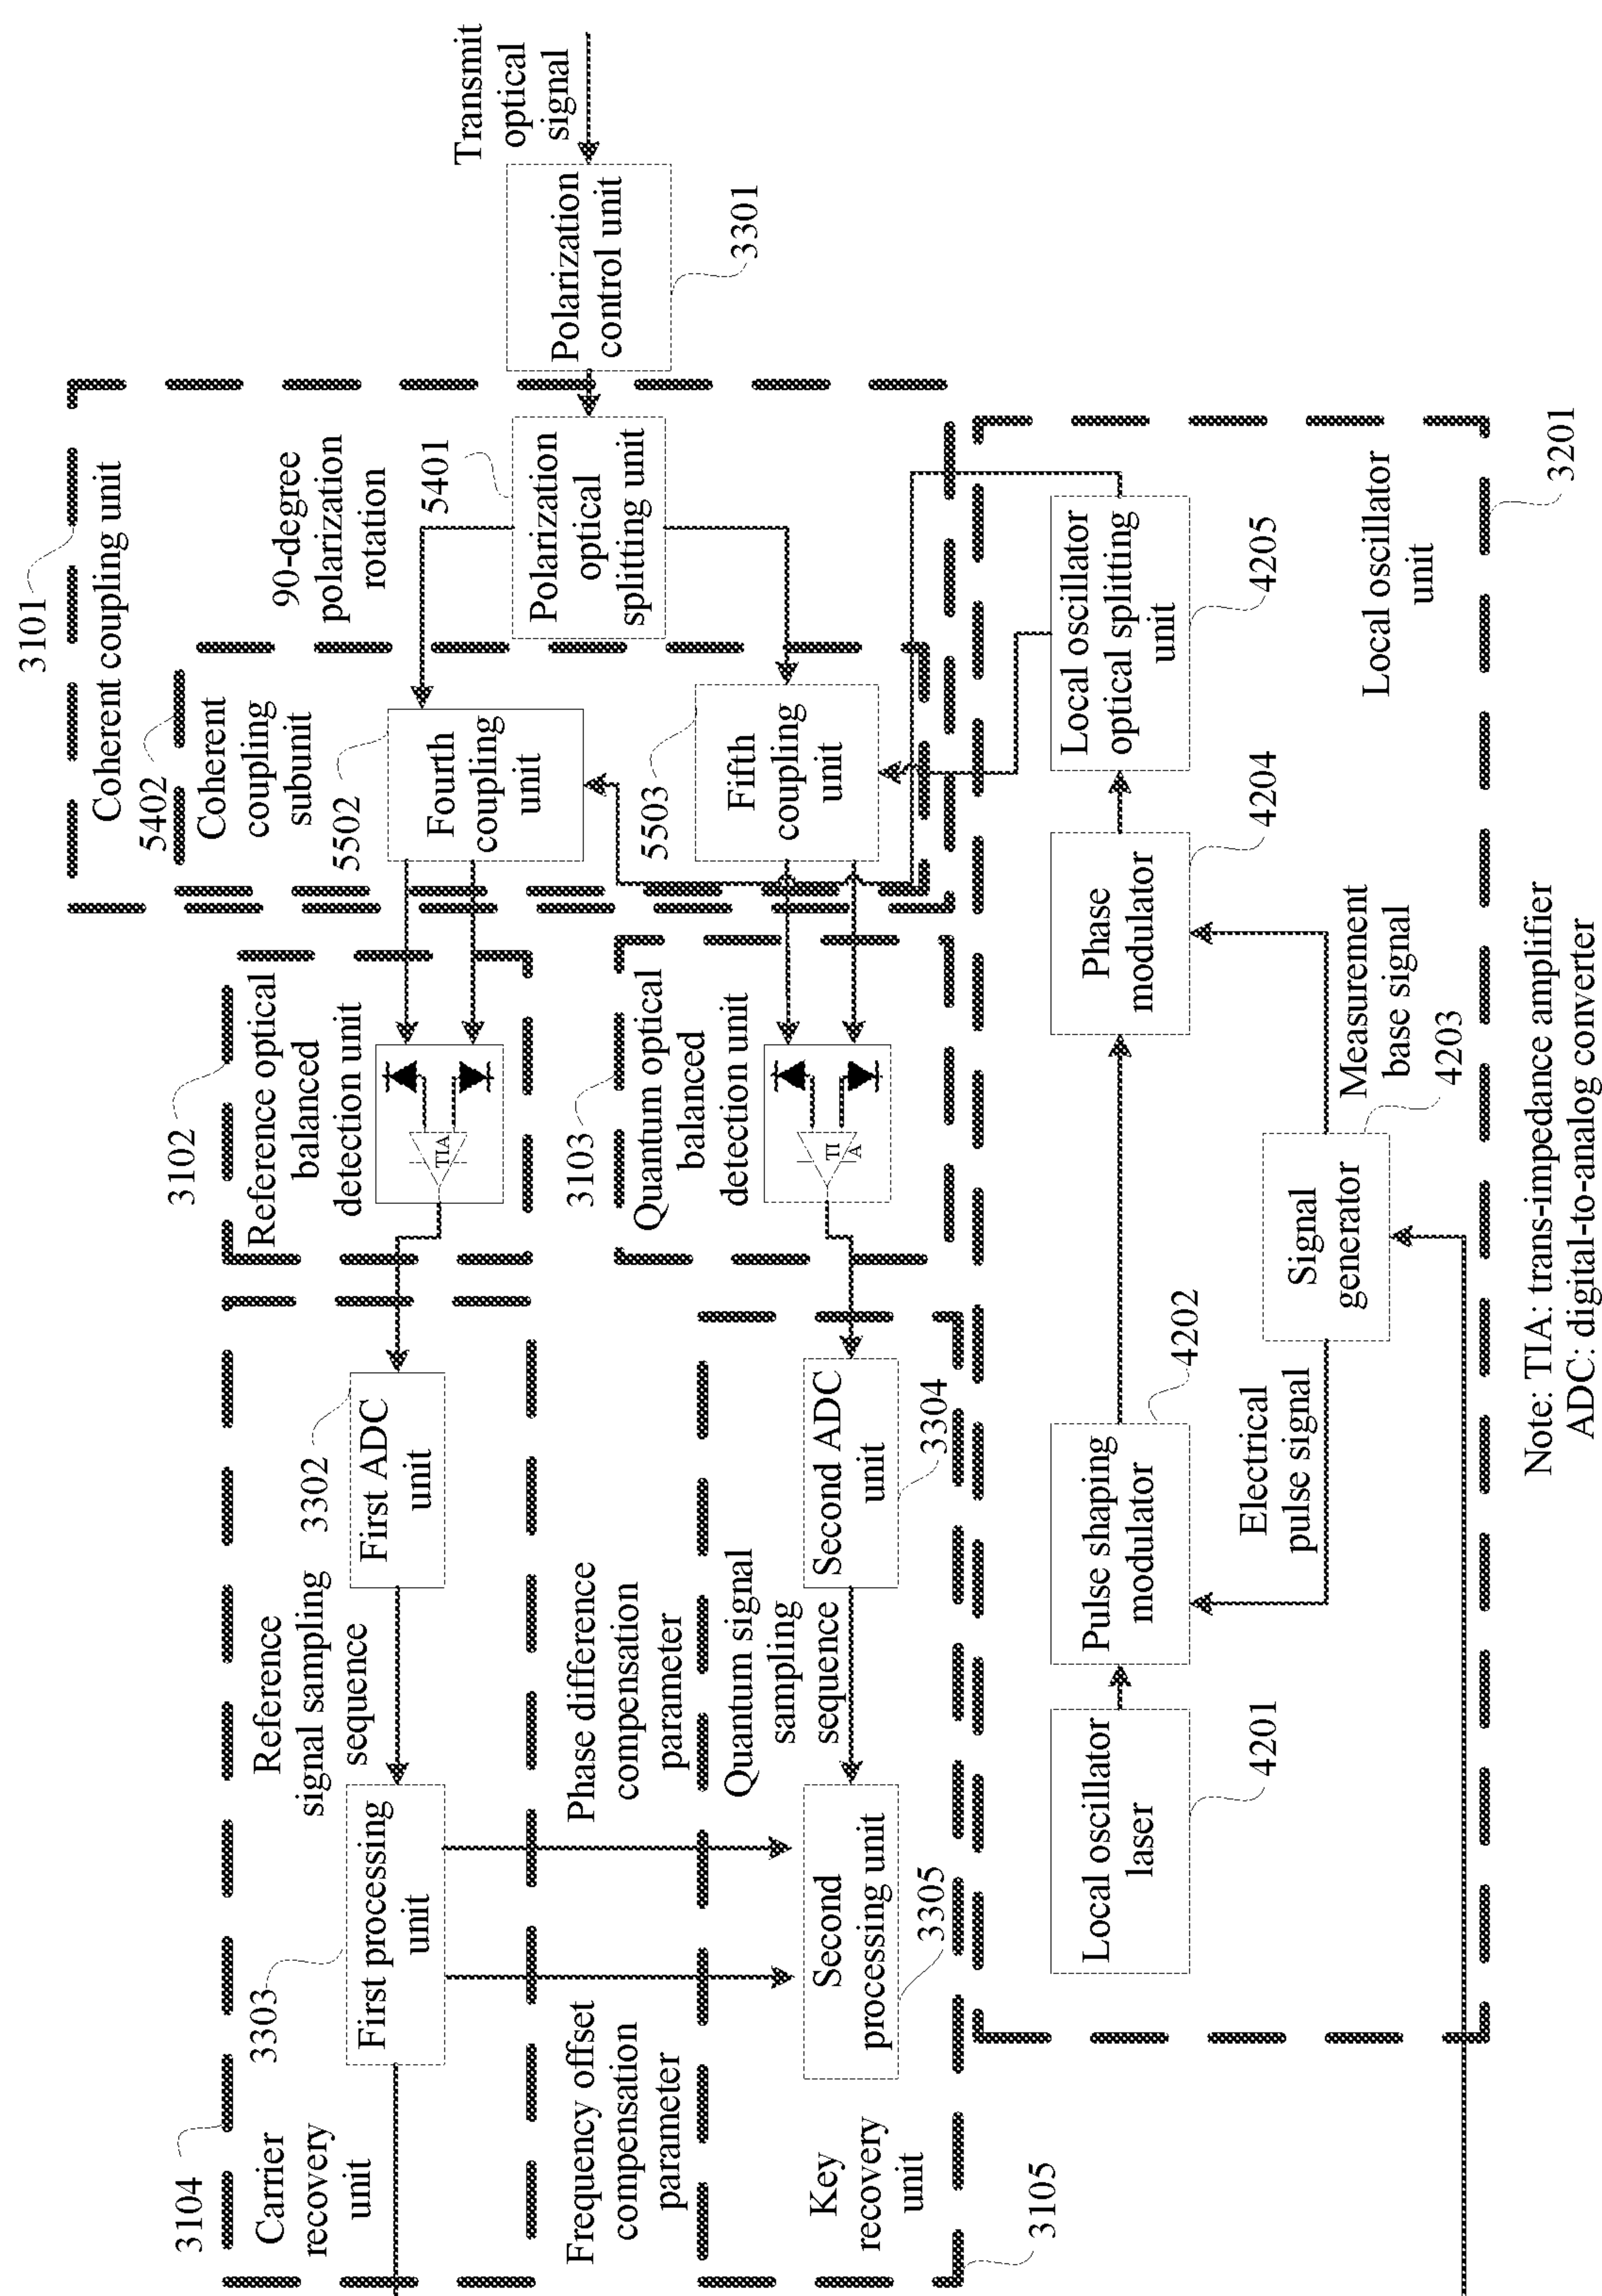 3101
Coherent coupling unit
5402
Coherent
coupling
subunit
90-degree
polarization
rotation
5401
Polarization
optical
splitting unit
Transmit
optical
signal
Polarization
control unit
3301
5502
Fourth
coupling
unit
5503
Fifth
coupling
unit
3102
Reference optical
balanced
detection unit
TIA
3103
Quantum optical
balanced
detection unit
TI
A
3104
Carrier
recovery
unit
3303
First processing
unit
Reference
signal sampling
sequence
3302
First ADC
unit
Frequency offset
compensation
parameter
Phase difference
compensation
parameter
Key
recovery
unit
3105
Second
processing unit
3305
Quantum signal
sampling
sequence
Second ADC
unit
3304
Local oscillator
laser
4201
Pulse shaping
modulator
4202
Electrical
pulse signal
Signal
generator
4203
Measurement
base signal
Phase
modulator
4204
Local oscillator
optical splitting
unit
4205
Local oscillator
unit
3201
Note: TIA: trans-impedance amplifier
ADC: digital-to-analog converter